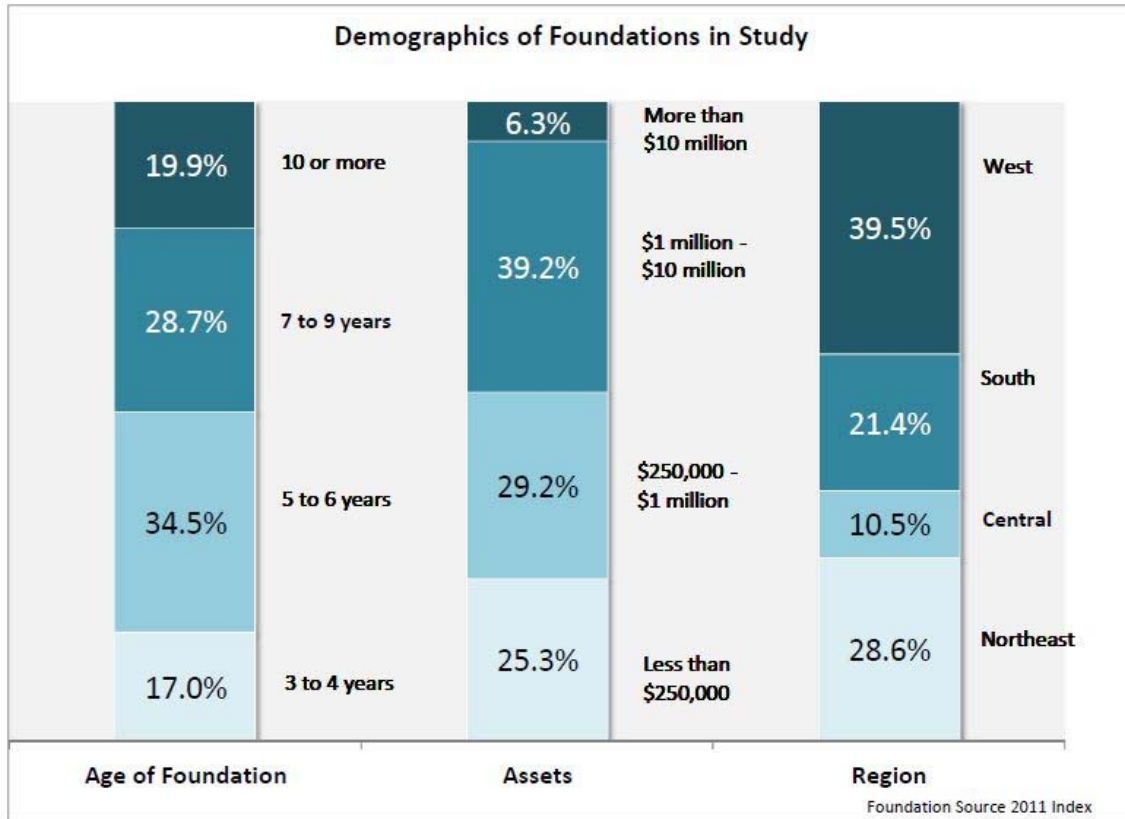 Demographics of Foundations in Study
19.9%
10 or more
28.7%
7 to 9 years
34.5%
5 to 6 years
17.0%
3 to 4 years
6.3%
More than
$10 million
39.2%
$1 million -
$10 million
29.2%
$250,000 -
$1 million
25.3%
Less than
$250,000
39.5%
West
21.4%
South
10.5%
Central
28.6%
Northeast
Age of Foundation
Assets
Region
Foundation Source 2011 Index